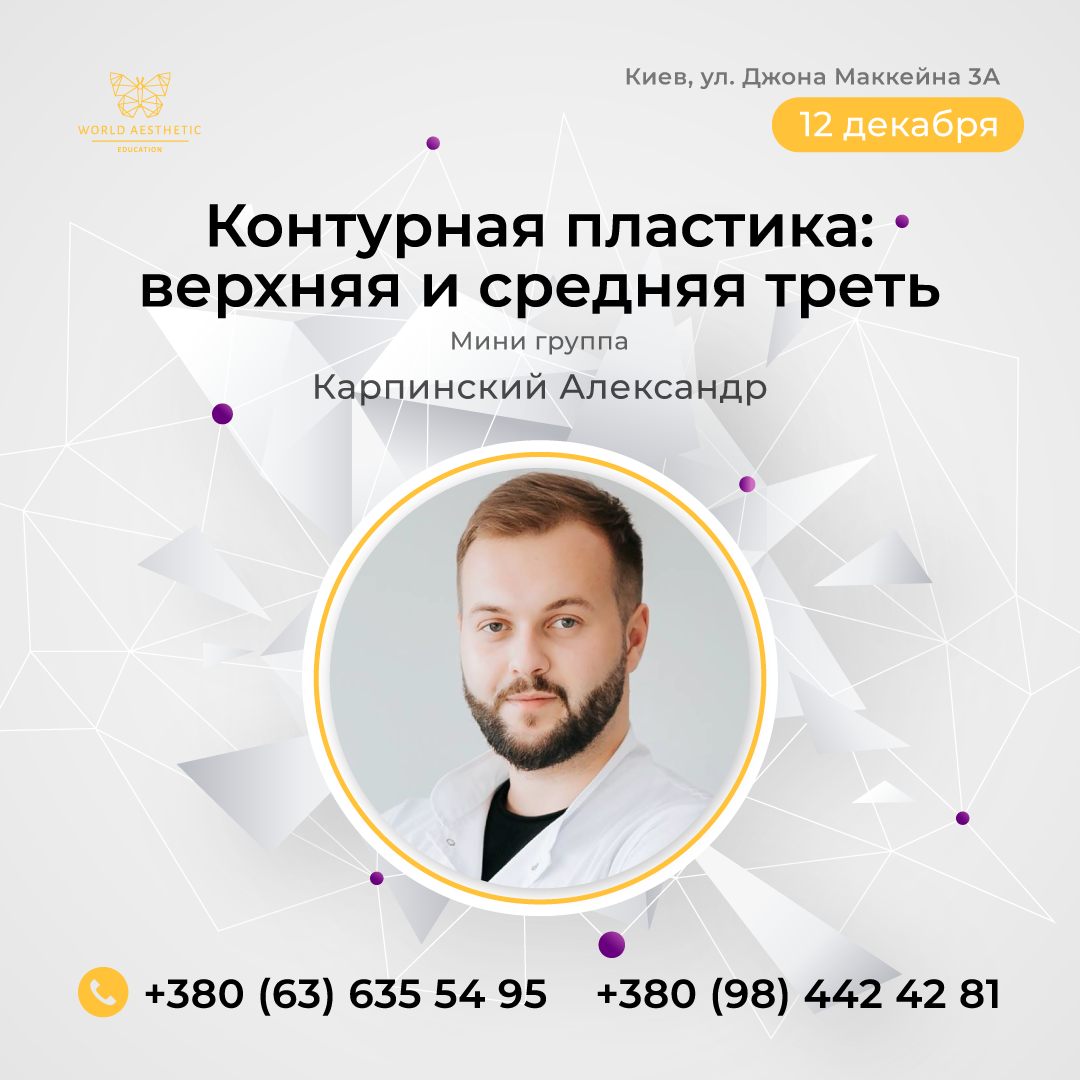 WORLD AESTHETIC
EDUCATION
Киев, ул. Джона Маккейна 3А
12 декабря
Контурная пластика:
верхняя и средняя треть
Мини группа
Карпинский Александр
+380 (63) 635 54 95
+380 (98) 442 42 81